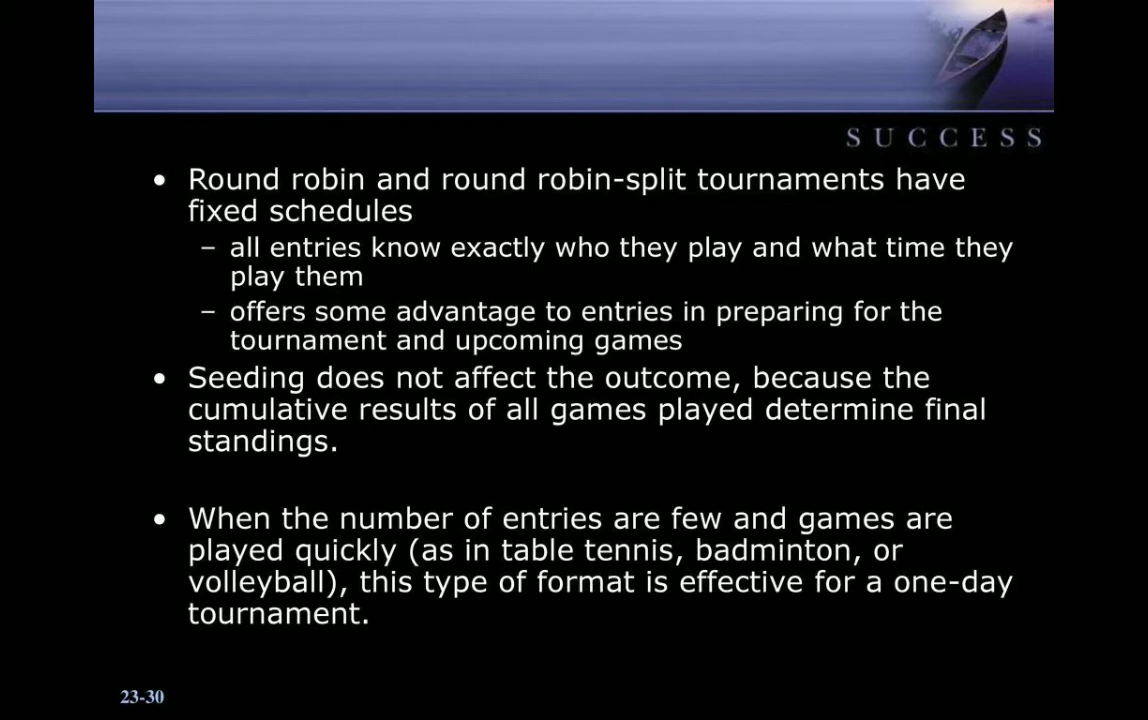 SUCCESS
• Round robin and round robin-split tournaments have
fixed schedules
– all entries know exactly who they play and what time they
play them
– offers some advantage to entries in preparing for the
tournament and upcoming games
• Seeding does not affect the outcome, because the
cumulative results of all games played determine final
standings.
• When the number of entries are few and games are
played quickly (as in table tennis, badminton, or
volleyball), this type of format is effective for a one-day
tournament.
23-30